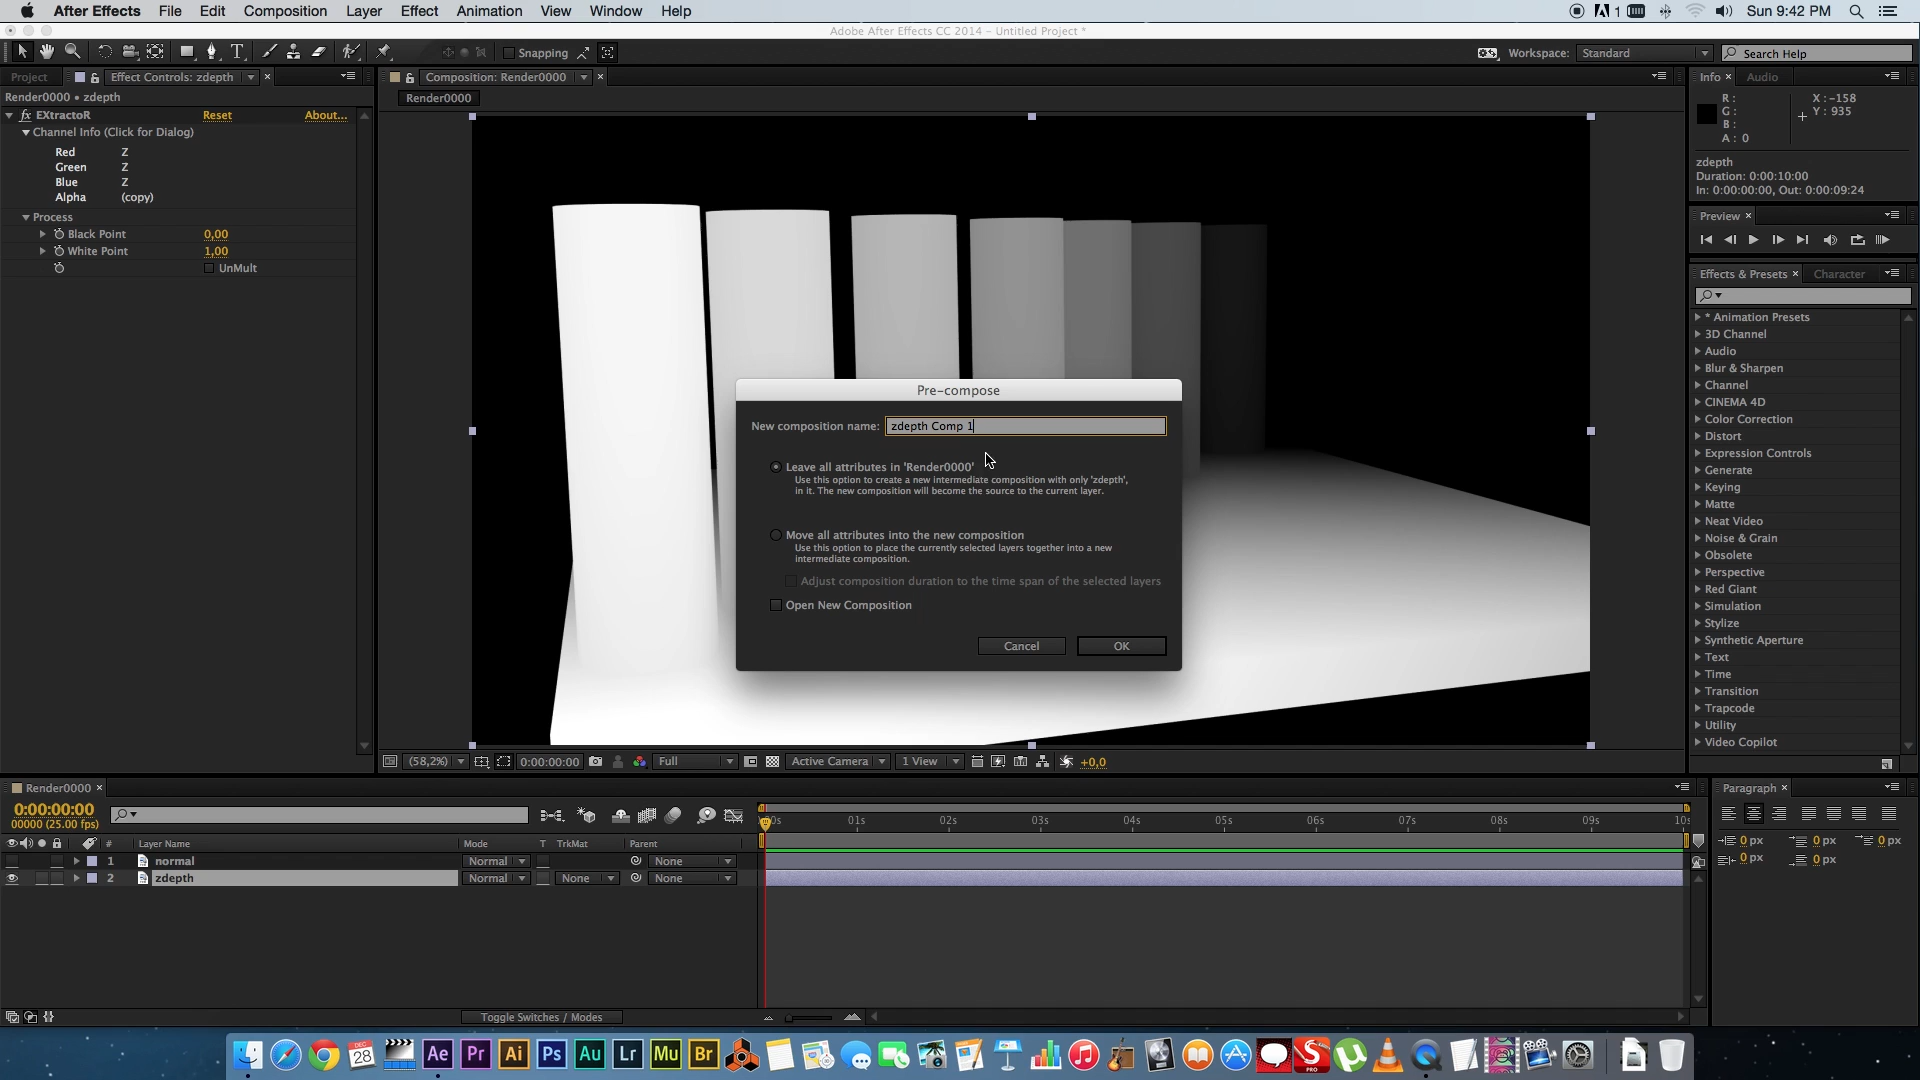 After Effects File Edit Composition Layer Effect Animation View Window Help
1 Sun 9:42 PM
Adobe After Effects CC 2014 - Untitled Project *
T Snapping Workspace: Standard Search Help
Project Effect Controls: zdepth × Composition: Render0000 × Info × Audio
Render0000 • zdepth
Render0000
fx EXtractoR Reset About...
Channel Info (Click for Dialog)
Red Z
Green Z
Blue Z
Alpha (copy)
Process
Black Point 0,00
White Point 1,00
UnMult
R:
G:
B:
A: 0
X:-158
Y: 935
zdepth
Duration: 0:00:10:00
In: 0:00:00:00, Out: 0:00:09:24
Preview ×
Effects & Presets × Character
* Animation Presets
3D Channel
Audio
Blur & Sharpen
Channel
CINEMA 4D
Color Correction
Distort
Expression Controls
Generate
Keying
Matte
Neat Video
Noise & Grain
Obsolete
Perspective
Red Giant
Simulation
Stylize
Synthetic Aperture
Text
Time
Transition
Trapcode
Utility
Video Copilot
Pre-compose
New composition name: zdepth Comp 1
Leave all attributes in 'Render0000'
Use this option to create a new intermediate composition with only 'zdepth',
in it. The new composition will become the source to the current layer.
Move all attributes into the new composition
Use this option to place the currently selected layers together into a new
intermediate composition.
Adjust composition duration to the time span of the selected layers
Open New Composition
Cancel OK
(58,2%) 0:00:00:00 Full Active Camera 1 View +0,0
Render0000 ×
0:00:00:00
00000 (25.00 fps)
01s 02s 03s 04s 05s 06s 07s 08s 09s 10s
# Layer Name Mode T TrkMat Parent
1 normal Normal None
2 zdepth Normal None None
Toggle Switches / Modes
Paragraph ×
0 px 0 px 0 px
0 px 0 px
DEC 28 Ae Pr Ai Ps Au Lr Mu Br S PRO